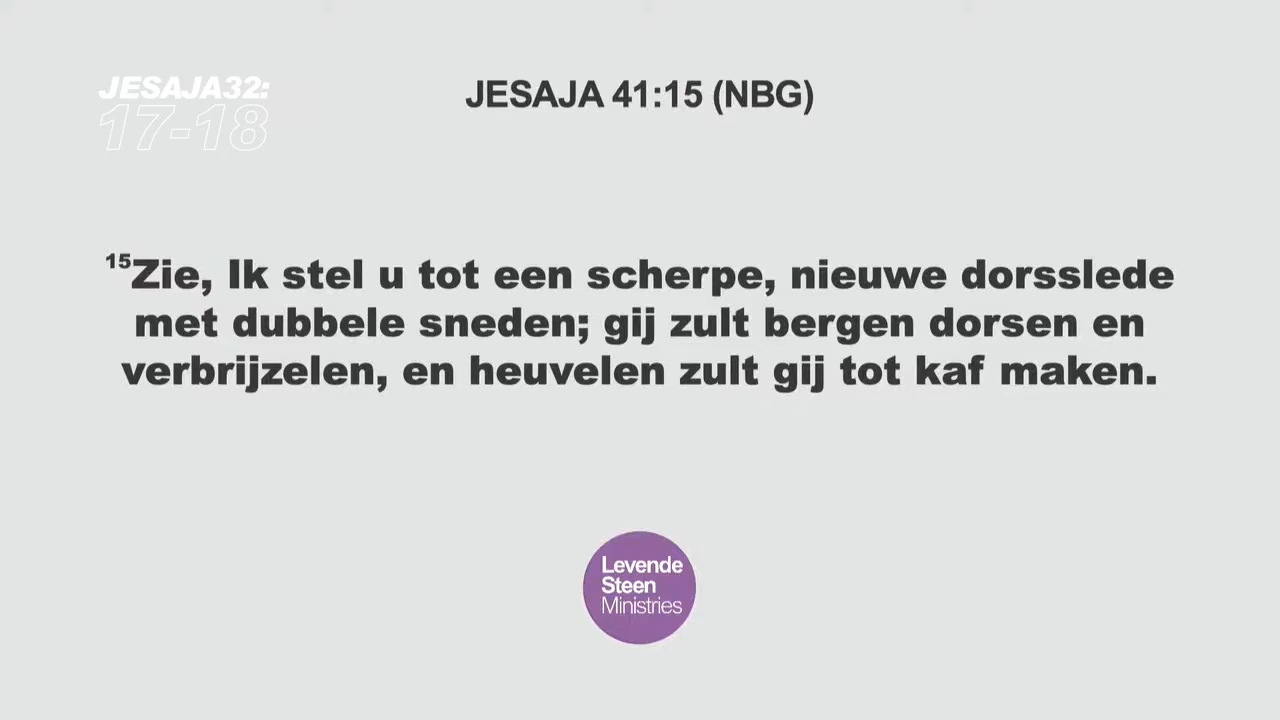 JESAJA32:
17-18
JESAJA 41:15 (NBG)
15Zie, Ik stel u tot een scherpe, nieuwe dorsslede
met dubbele sneden; gij zult bergen dorsen en
verbrijzelen, en heuvelen zult gij tot kaf maken.
Levende
Steen
Ministries